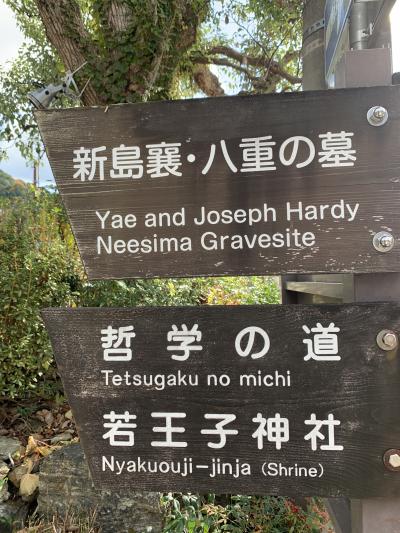 新島襄・八重の墓
Yae and Joseph Hardy
Neesima Gravesite
哲学の道
Tetsugaku no michi
若王子神社
Nyakuouji-jinja (Shrine)